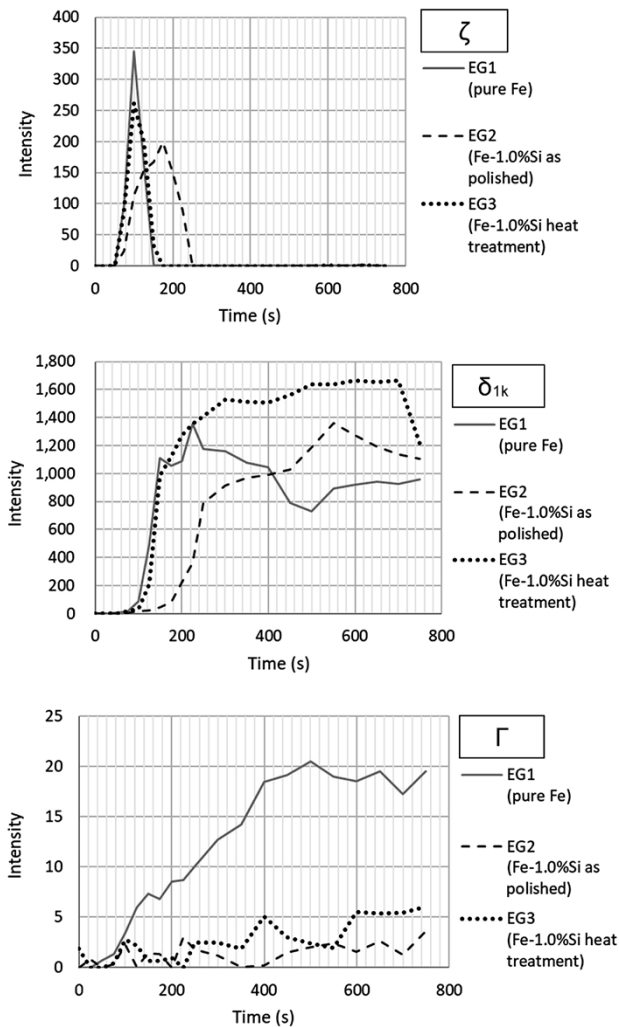 ζ
400
350
300
250
200
150
100
50
0
Intensity
0 200 400 600 800
Time (s)
EG1
(pure Fe)
EG2
(Fe-1.0%Si as
polished)
EG3
(Fe-1.0%Si heat
treatment)
δ1k
1,800
1,600
1,400
1,200
1,000
800
600
400
200
0
Intensity
0 200 400 600 800
Time (s)
EG1
(pure Fe)
EG2
(Fe-1.0%Si as
polished)
EG3
(Fe-1.0%Si heat
treatment)
Γ
25
20
15
10
5
0
Intensity
0 200 400 600 800
Time (s)
EG1
(pure Fe)
EG2
(Fe-1.0%Si as
polished)
EG3
(Fe-1.0%Si heat
treatment)